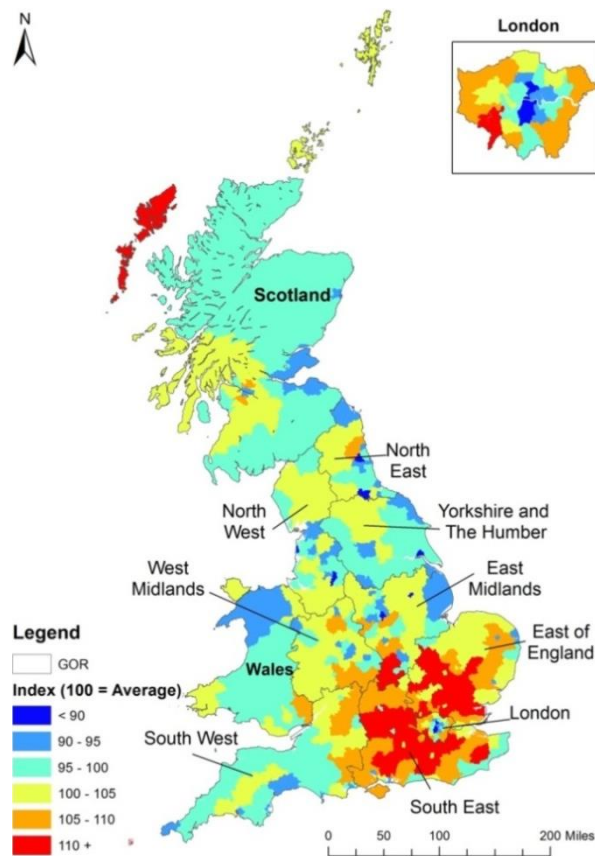 N
London
Scotland
North
East
North
West
Yorkshire and
The Humber
West
Midlands
East
Midlands
East of
England
Wales
London
South West
South East
Legend
GOR
Index (100 = Average)
< 90
90 - 95
95 - 100
100 - 105
105 - 110
110 +
0 50 100 200 Miles